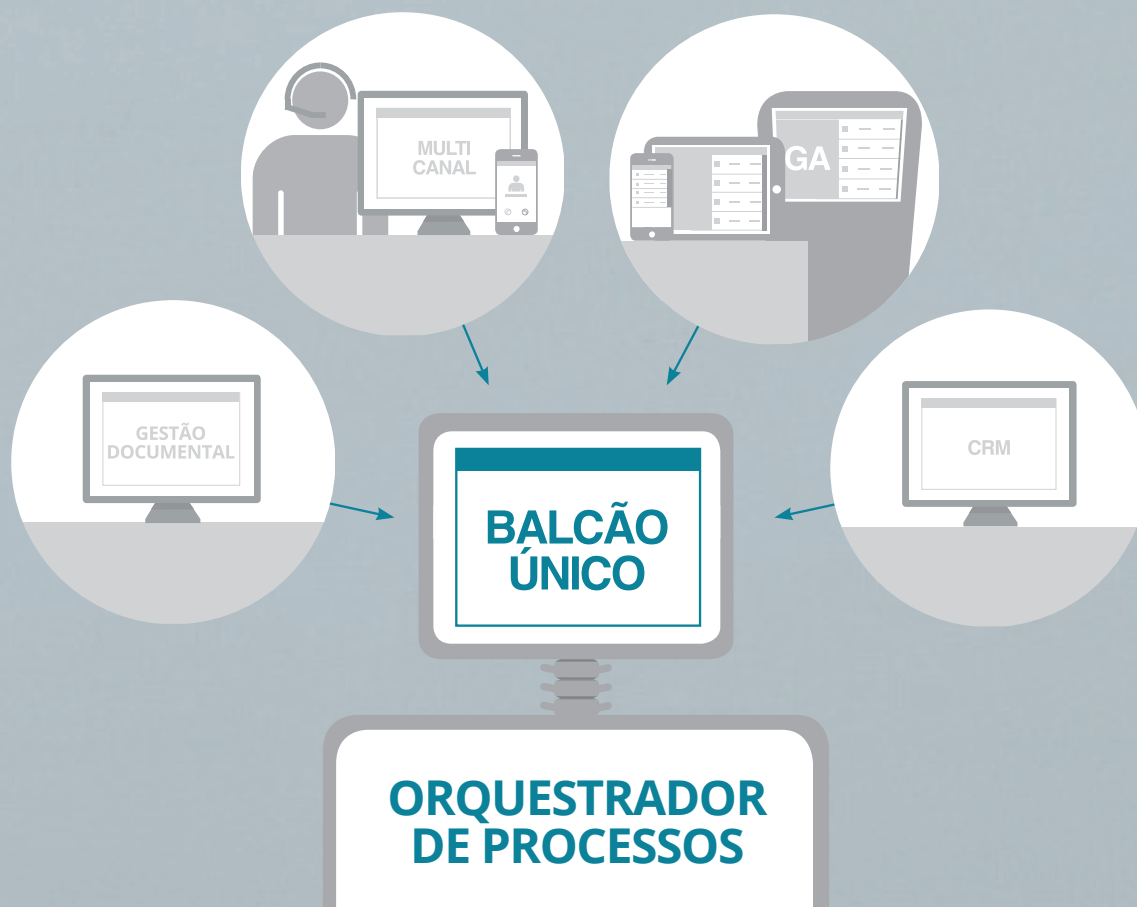 MULTI
CANAL
GA
GESTÃO
DOCUMENTAL
CRM
BALCÃO
ÚNICO
ORQUESTRADOR
DE PROCESSOS